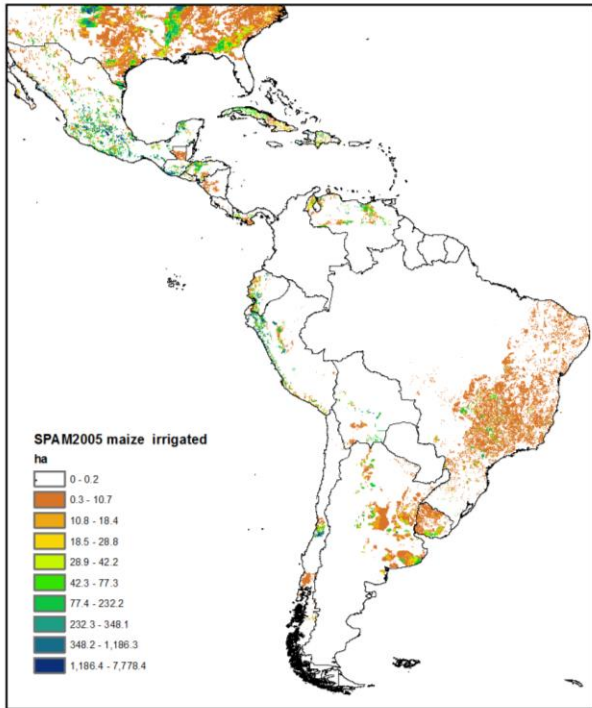 SPAM2005 maize irrigated
ha
0 - 0.2
0.3 - 10.7
10.8 - 18.4
18.5 - 28.8
28.9 - 42.2
42.3 - 77.3
77.4 - 232.2
232.3 - 348.1
348.2 - 1,186.3
1,186.4 - 7,778.4